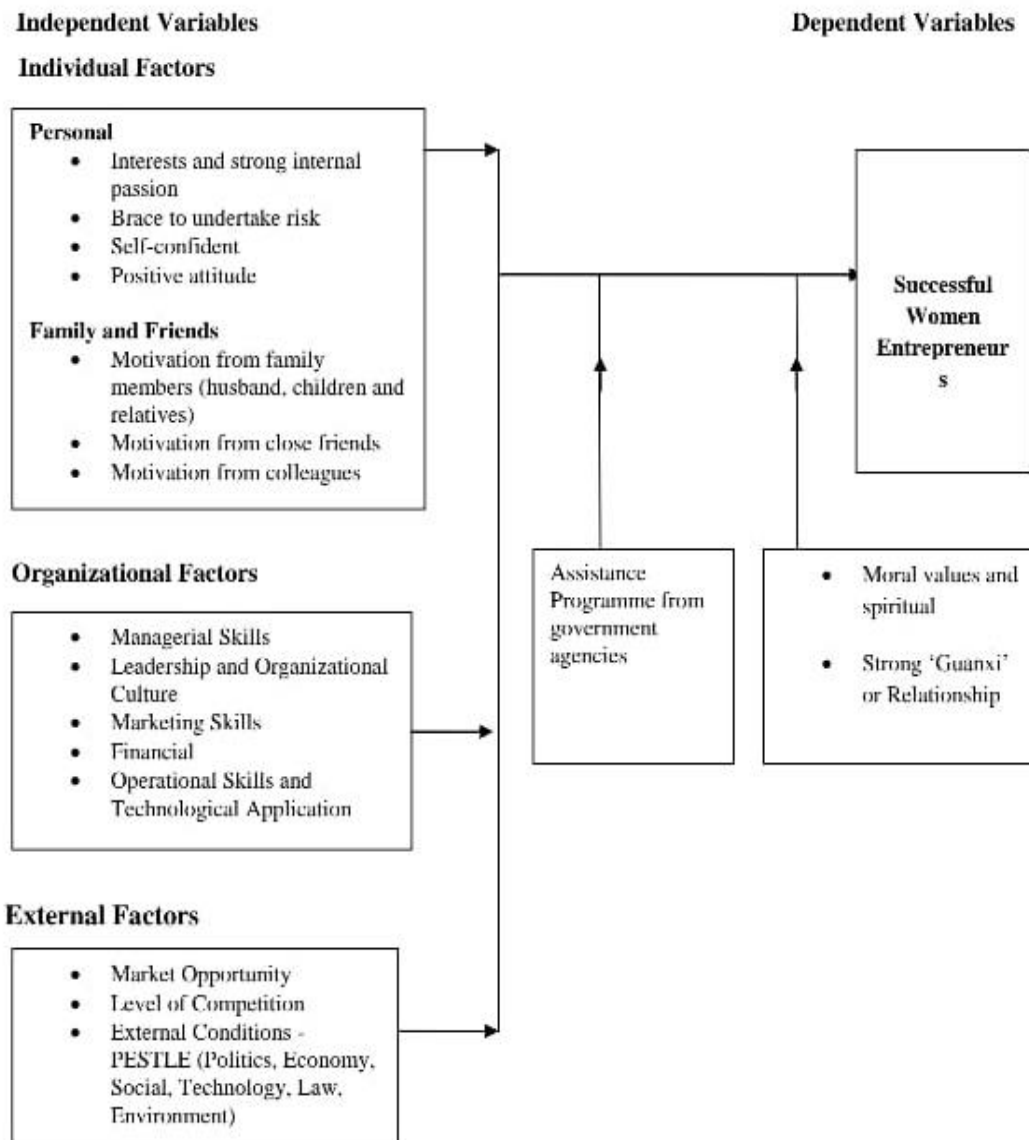 Independent Variables
Dependent Variables
Individual Factors
Personal
• Interests and strong internal
passion
• Brace to undertake risk
• Self-confident
• Positive attitude
Family and Friends
• Motivation from family
members (husband, children and
relatives)
• Motivation from close friends
• Motivation from colleagues
Successful
Women
Entrepreneur
s
Organizational Factors
• Managerial Skills
• Leadership and Organizational
Culture
• Marketing Skills
• Financial
• Operational Skills and
Technological Application
Assistance
Programme from
government
agencies
• Moral values and
spiritual
• Strong ‘Guanxi’
or Relationship
External Factors
• Market Opportunity
• Level of Competition
• External Conditions -
PESTLE (Politics, Economy,
Social, Technology, Law,
Environment)